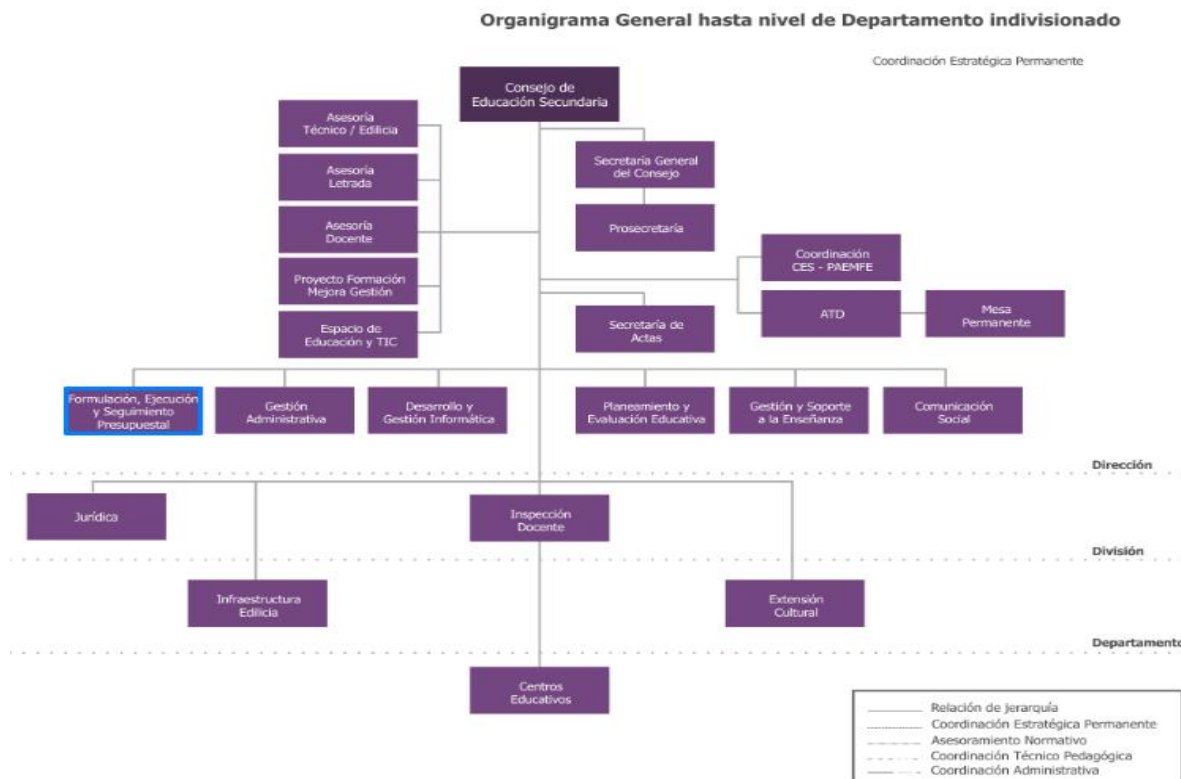 Organigrama General hasta nivel de Departamento indivisionado
Coordinación Estratégica Permanente
Consejo de
Educación Secundaria
Asesoría
Técnico / Edilicia
Asesoría
Letrada
Asesoría
Docente
Proyecto Formación
Mejora Gestión
Espacio de
Educación y TIC
Secretaría General
del Consejo
Prosecretaría
Coordinación
CES - PAEMFE
ATD
Mesa
Permanente
Secretaría de
Actas
Formulación, Ejecución
y Seguimiento
Presupuestal
Gestión
Administrativa
Desarrollo y
Gestión Informática
Planeamiento y
Evaluación Educativa
Gestión y Soporte
a la Enseñanza
Comunicación
Social
Dirección
Jurídica
Inspección
Docente
División
Infraestructura
Edilicia
Extensión
Cultural
Departamento
Centros
Educativos
Relación de jerarquía
Coordinación Estratégica Permanente
Asesoramiento Normativo
Coordinación Técnico Pedagógica
Coordinación Administrativa